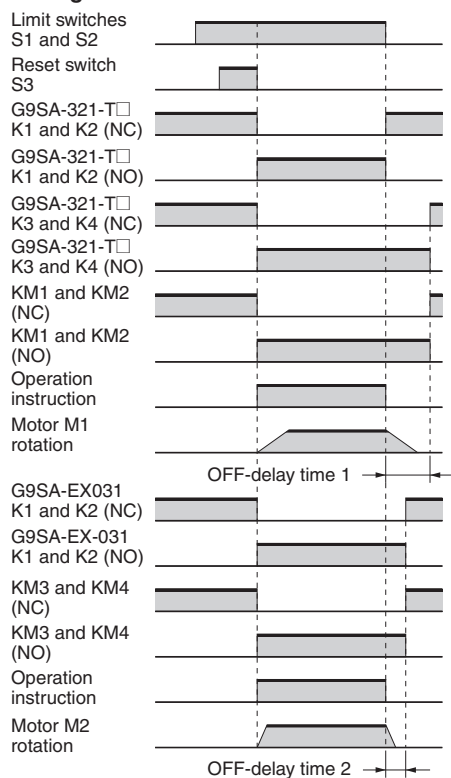 Limit switches
S1 and S2
Reset switch
S3
G9SA-321-T□
K1 and K2 (NC)
G9SA-321-T□
K1 and K2 (NO)
G9SA-321-T□
K3 and K4 (NC)
G9SA-321-T□
K3 and K4 (NO)
KM1 and KM2
(NC)
KM1 and KM2
(NO)
Operation
instruction
Motor M1
rotation
OFF-delay time 1
G9SA-EX031
K1 and K2 (NC)
G9SA-EX-031
K1 and K2 (NO)
KM3 and KM4
(NC)
KM3 and KM4
(NO)
Operation
instruction
Motor M2
rotation
OFF-delay time 2